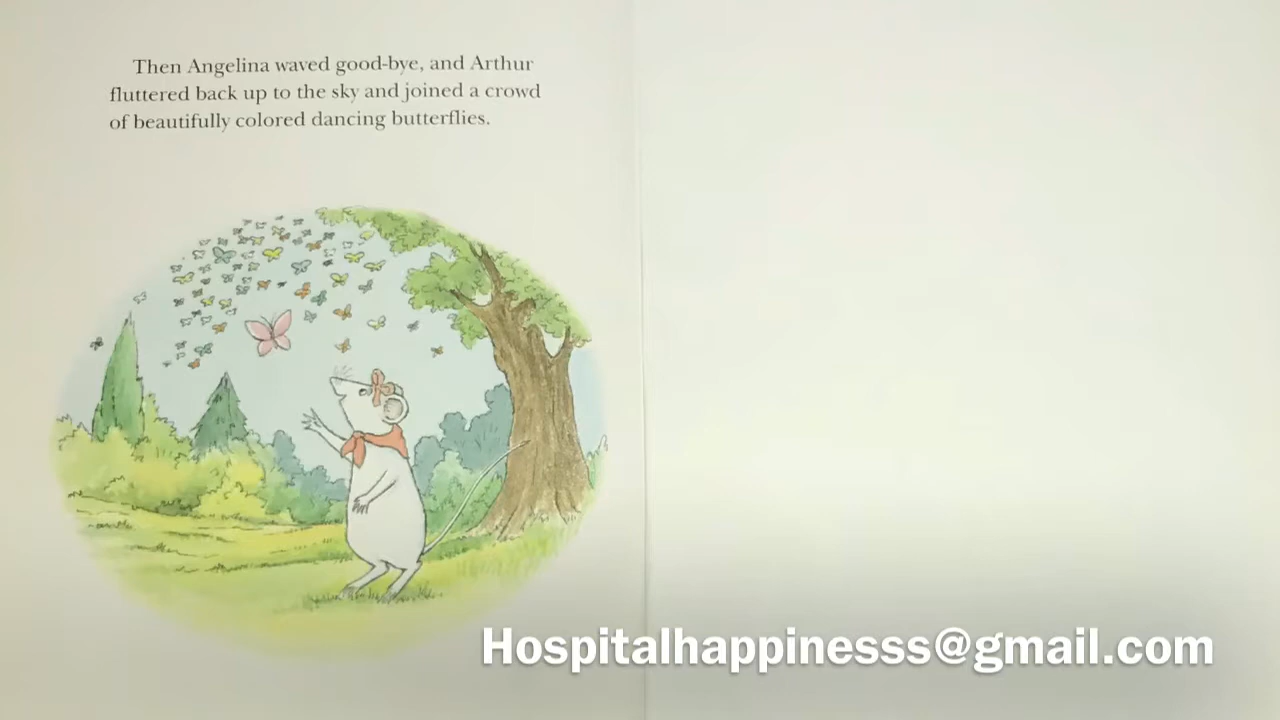 Then Angelina waved good-bye, and Arthur
fluttered back up to the sky and joined a crowd
of beautifully colored dancing butterflies.
Hospitalhappinesss@gmail.com